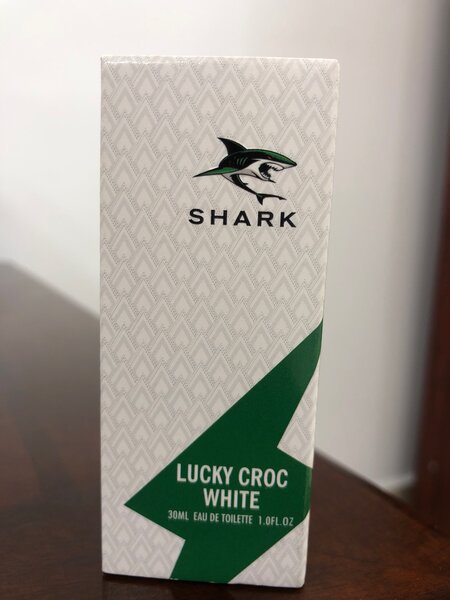 SHARK
LUCKY CROC
WHITE
30ML EAU DE TOILETTE 1.0FL.OZ